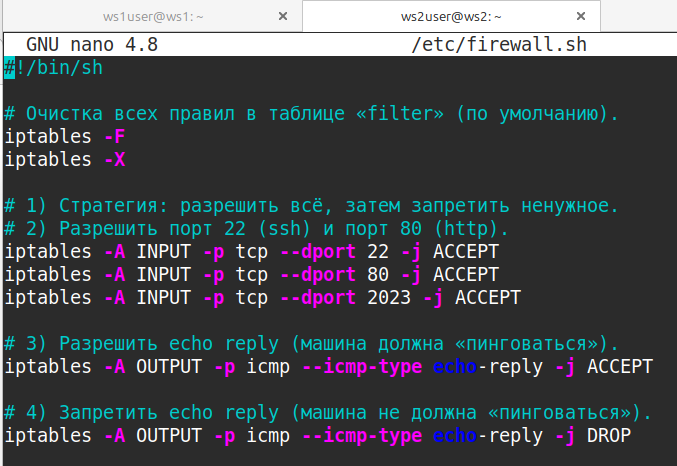 ws1user@ws1: ~ ✕ ws2user@ws2: ~ ✕
GNU nano 4.8 /etc/firewall.sh
#!/bin/sh
# Очистка всех правил в таблице «filter» (по умолчанию).
iptables -F
iptables -X
# 1) Стратегия: разрешить всё, затем запретить ненужное.
# 2) Разрешить порт 22 (ssh) и порт 80 (http).
iptables -A INPUT -p tcp --dport 22 -j ACCEPT
iptables -A INPUT -p tcp --dport 80 -j ACCEPT
iptables -A INPUT -p tcp --dport 2023 -j ACCEPT
# 3) Разрешить echo reply (машина должна «пинговаться»).
iptables -A OUTPUT -p icmp --icmp-type echo-reply -j ACCEPT
# 4) Запретить echo reply (машина не должна «пинговаться»).
iptables -A OUTPUT -p icmp --icmp-type echo-reply -j DROP